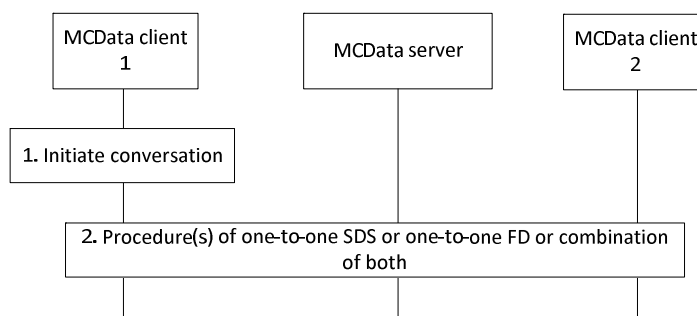 MCData client
1
MCData server
MCData client
2
1. Initiate conversation
2. Procedure(s) of one-to-one SDS or one-to-one FD or combination
of both